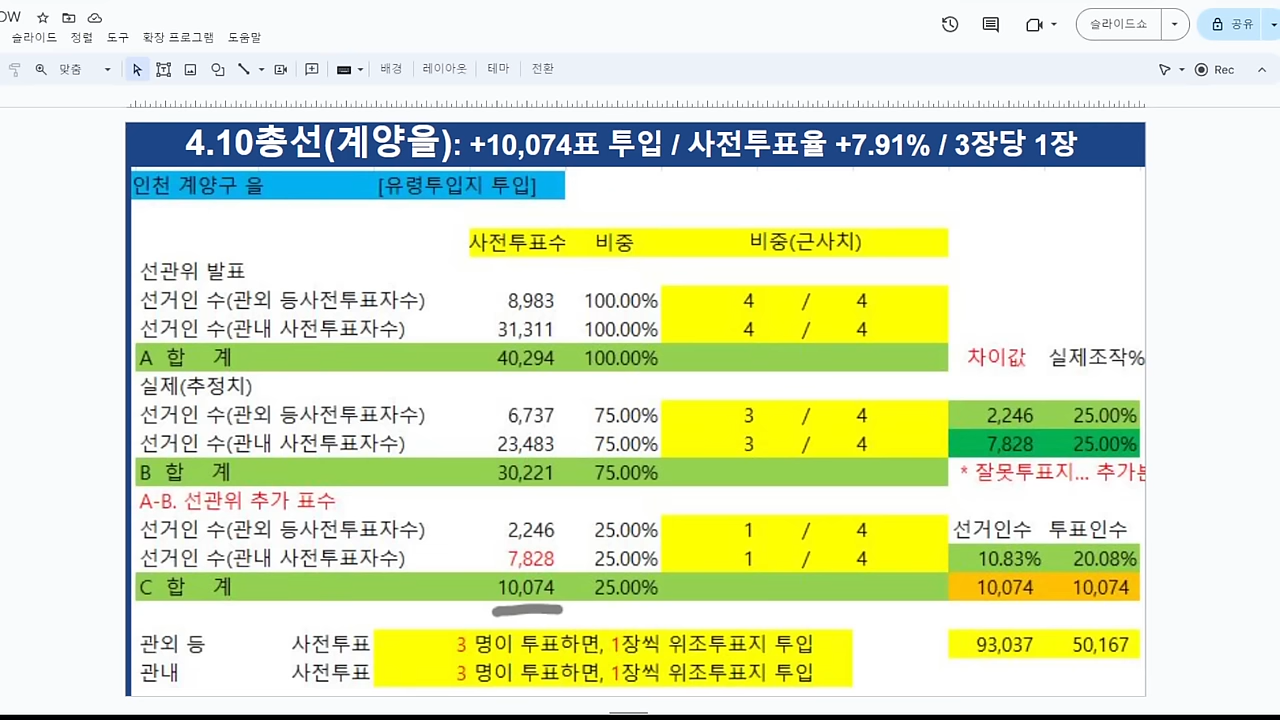 OW
슬라이드 정렬 도구 확장 프로그램 도움말
슬라이드쇼 공유
맞춤 배경 레이아웃 테마 전환 Rec
4.10총선(계양을): +10,074표 투입 / 사전투표율 +7.91% / 3장당 1장
인천 계양구 을 [유령투입지 투입]
사전투표수 비중 비중(근사치)
선관위 발표
선거인 수(관외 등사전투표자수) 8,983 100.00% 4 / 4
선거인 수(관내 사전투표자수) 31,311 100.00% 4 / 4
A 합 계 40,294 100.00% 차이값 실제조작%
실제(추정치)
선거인 수(관외 등사전투표자수) 6,737 75.00% 3 / 4 2,246 25.00%
선거인 수(관내 사전투표자수) 23,483 75.00% 3 / 4 7,828 25.00%
B 합 계 30,221 75.00% * 잘못투표지... 추가분
A-B. 선관위 추가 표수
선거인 수(관외 등사전투표자수) 2,246 25.00% 1 / 4 선거인수 투표인수
선거인 수(관내 사전투표자수) 7,828 25.00% 1 / 4 10.83% 20.08%
C 합 계 10,074 25.00% 10,074 10,074
관외 등 사전투표 3 명이 투표하면, 1장씩 위조투표지 투입 93,037 50,167
관내 사전투표 3 명이 투표하면, 1장씩 위조투표지 투입